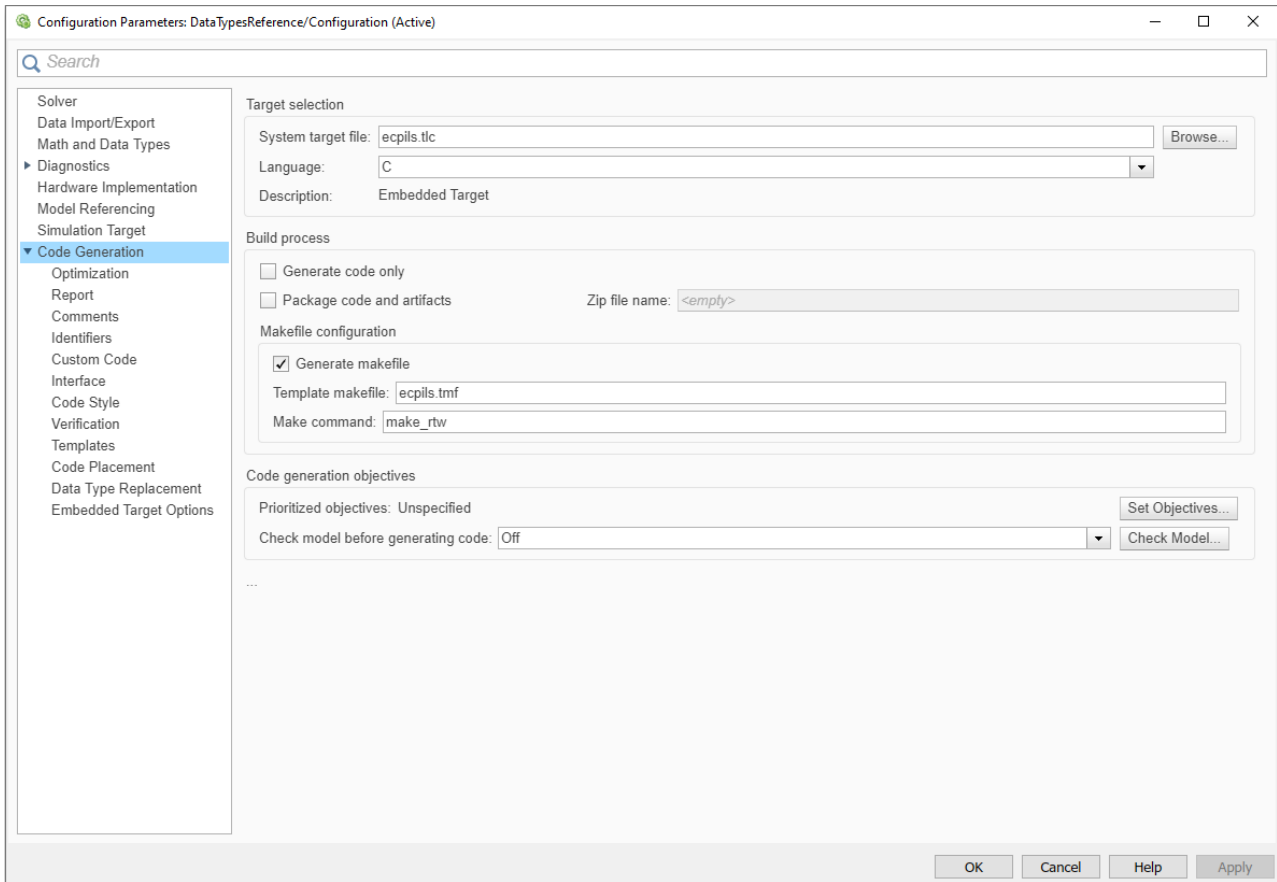 Configuration Parameters: DataTypesReference/Configuration (Active)
Search
Solver
Data Import/Export
Math and Data Types
Diagnostics
Hardware Implementation
Model Referencing
Simulation Target
Code Generation
Optimization
Report
Comments
Identifiers
Custom Code
Interface
Code Style
Verification
Templates
Code Placement
Data Type Replacement
Embedded Target Options
Target selection
System target file: ecpils.tlc Browse...
Language: C
Description: Embedded Target
Build process
Generate code only
Package code and artifacts Zip file name: <empty>
Makefile configuration
Generate makefile
Template makefile: ecpils.tmf
Make command: make_rtw
Code generation objectives
Prioritized objectives: Unspecified Set Objectives...
Check model before generating code: Off Check Model...
...
OK Cancel Help Apply